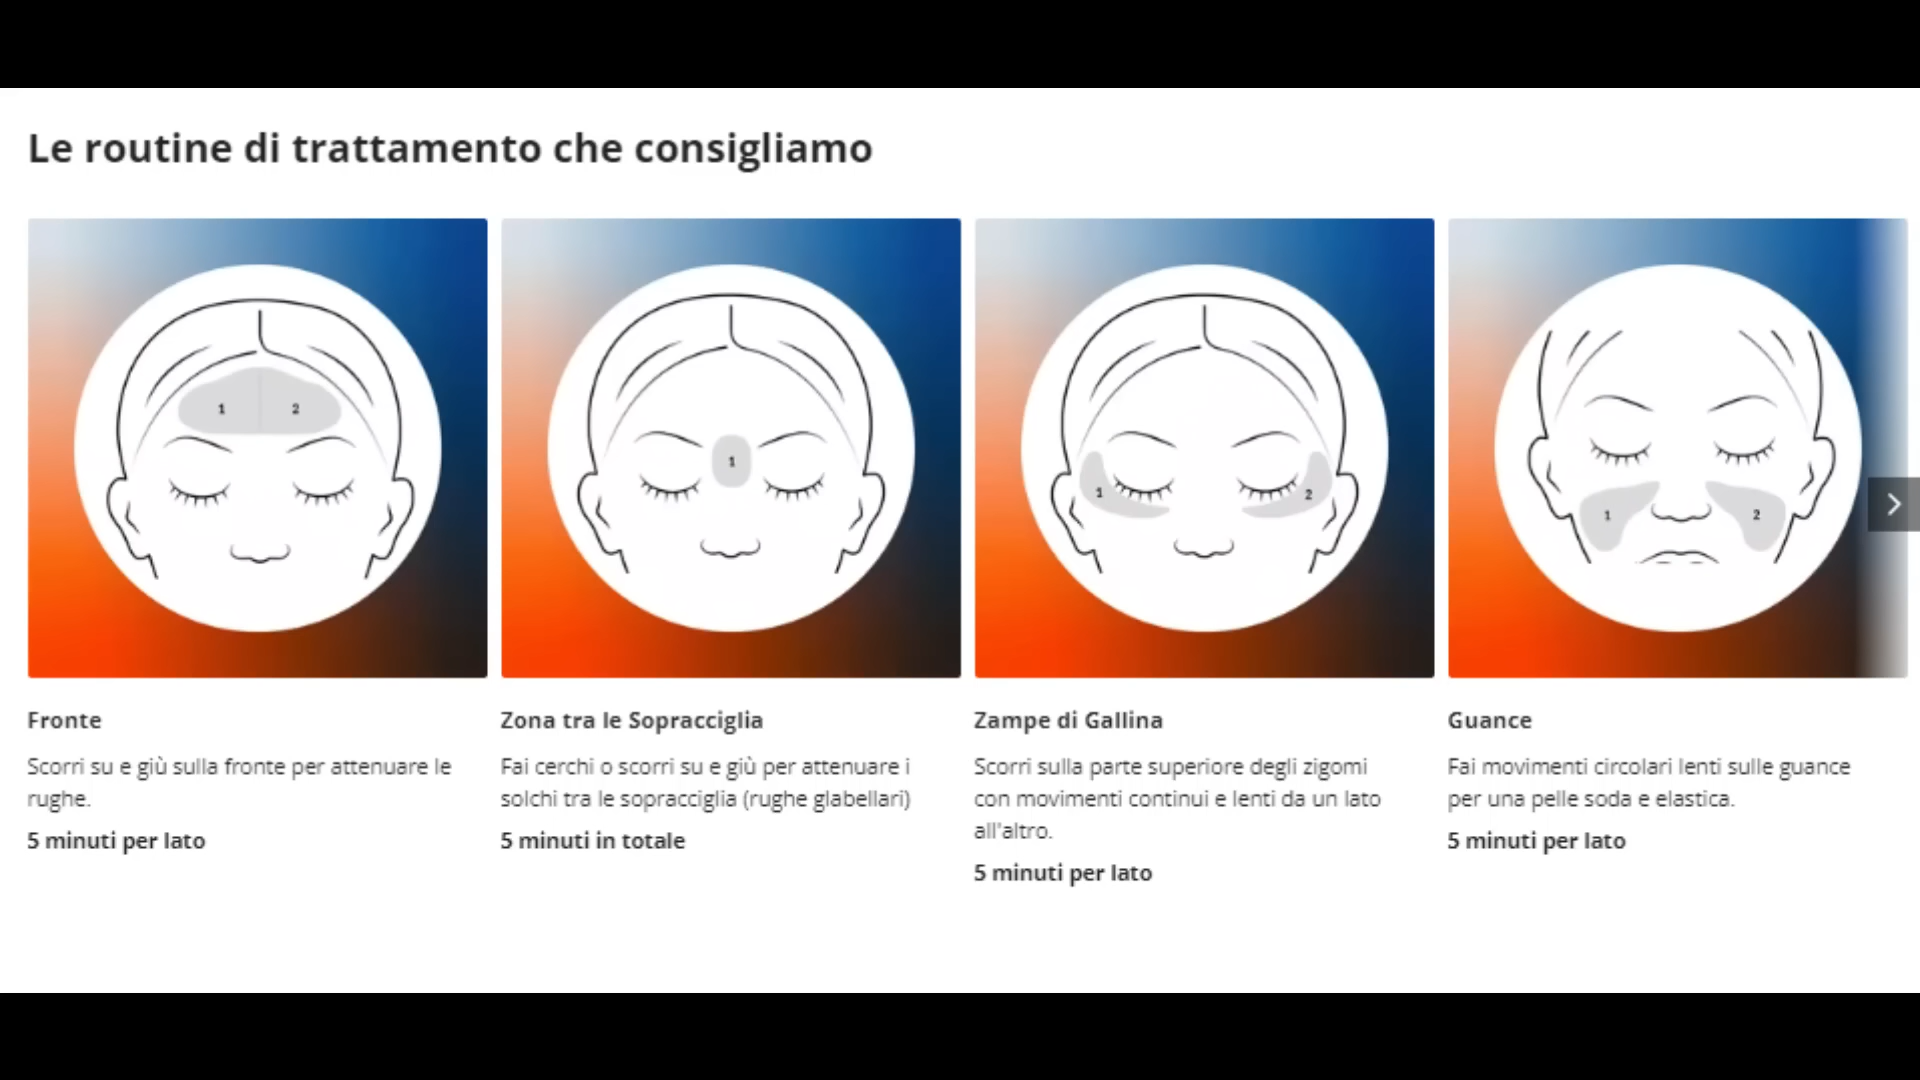 Le routine di trattamento che consigliamo
1 2
1
1 2
1 2
Fronte
Scorri su e giù sulla fronte per attenuare le
rughe.
5 minuti per lato
Zona tra le Sopracciglia
Fai cerchi o scorri su e giù per attenuare i
solchi tra le sopracciglia (rughe glabellari)
5 minuti in totale
Zampe di Gallina
Scorri sulla parte superiore degli zigomi
con movimenti continui e lenti da un lato
all'altro.
5 minuti per lato
Guance
Fai movimenti circolari lenti sulle guance
per una pelle soda e elastica.
5 minuti per lato